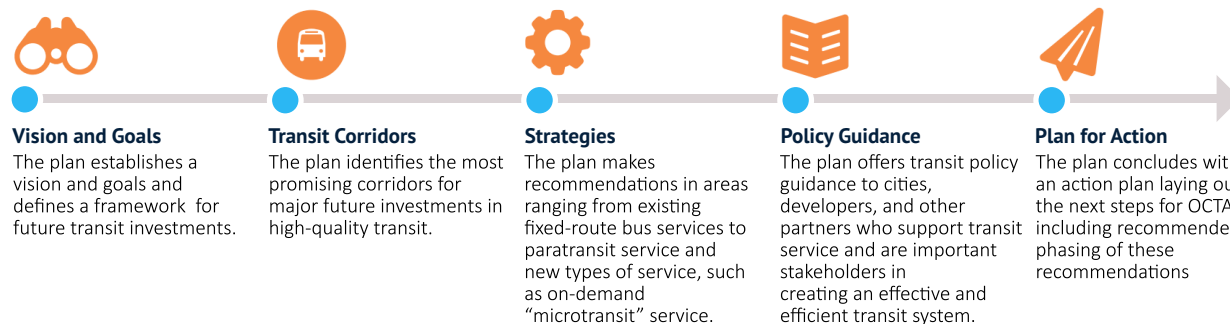 Vision and Goals
The plan establishes a
vision and goals and
defines a framework for
future transit investments.
Transit Corridors
The plan identifies the most
promising corridors for
major future investments in
high-quality transit.
Strategies
The plan makes
recommendations in areas
ranging from existing
fixed-route bus services to
paratransit service and
new types of service, such
as on-demand
“microtransit” service.
Policy Guidance
The plan offers transit policy
guidance to cities,
developers, and other
partners who support transit
service and are important
stakeholders in
creating an effective and
efficient transit system.
Plan for Action
The plan concludes wit
an action plan laying ou
the next steps for OCTA
including recommende
phasing of these
recommendations